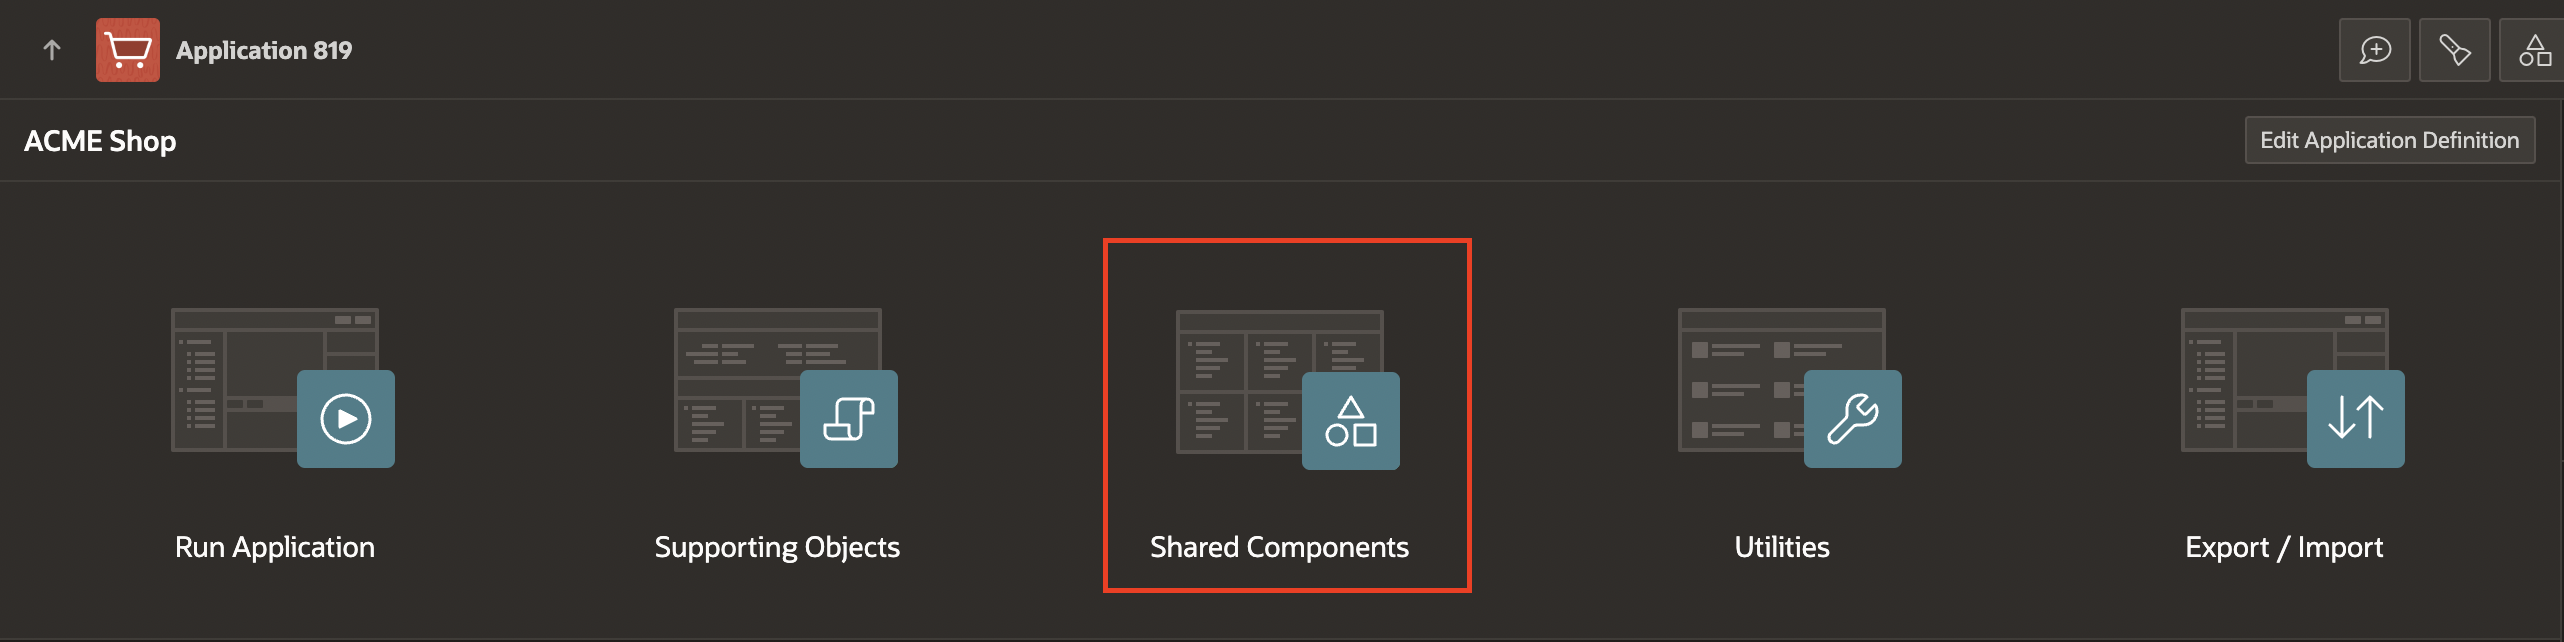 Application 819
ACME Shop
Edit Application Definition
Run Application
Supporting Objects
Shared Components
Utilities
Export / Import